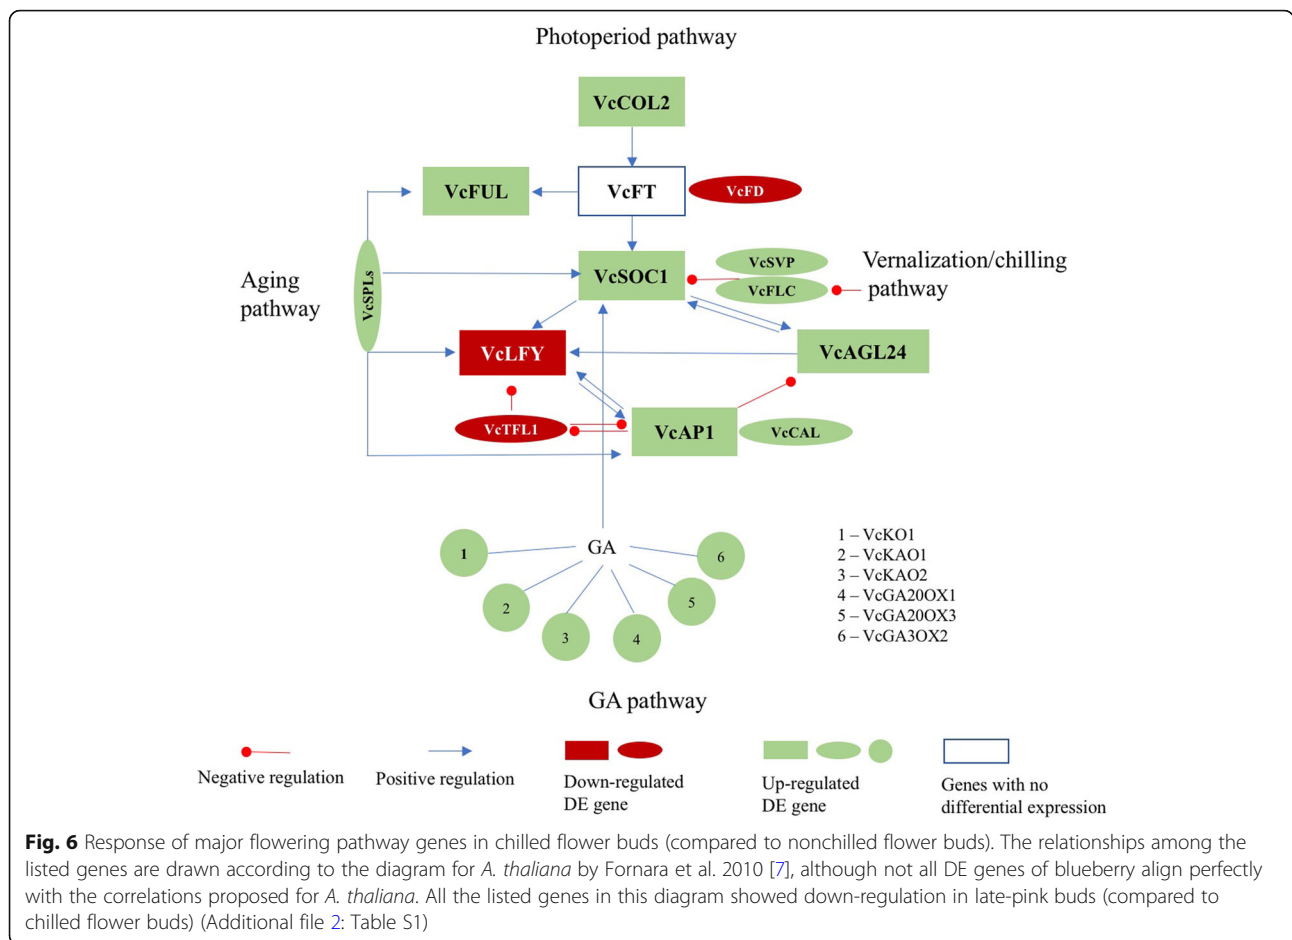 Photoperiod pathway
VcCOL2
VcFUL
VcFT
VcFD
Aging
pathway
VcSPLs
VcSOC1
VcSVP
VcFLC
Vernalization/chilling
pathway
VcLFY
VcAGL24
VcTFL1
VcAP1
VcCAL
GA
1
2
3
4
5
6
1 – VcKO1
2 – VcKAO1
3 – VcKAO2
4 – VcGA20OX1
5 – VcGA20OX3
6 – VcGA3OX2
GA pathway
Negative regulation
Positive regulation
Down-regulated
DE gene
Up-regulated
DE gene
Genes with no
differential expression
Fig. 6 Response of major flowering pathway genes in chilled flower buds (compared to nonchilled flower buds). The relationships among the
listed genes are drawn according to the diagram for A. thaliana by Fornara et al. 2010 [7], although not all DE genes of blueberry align perfectly
with the correlations proposed for A. thaliana. All the listed genes in this diagram showed down-regulation in late-pink buds (compared to
chilled flower buds) (Additional file 2: Table S1)